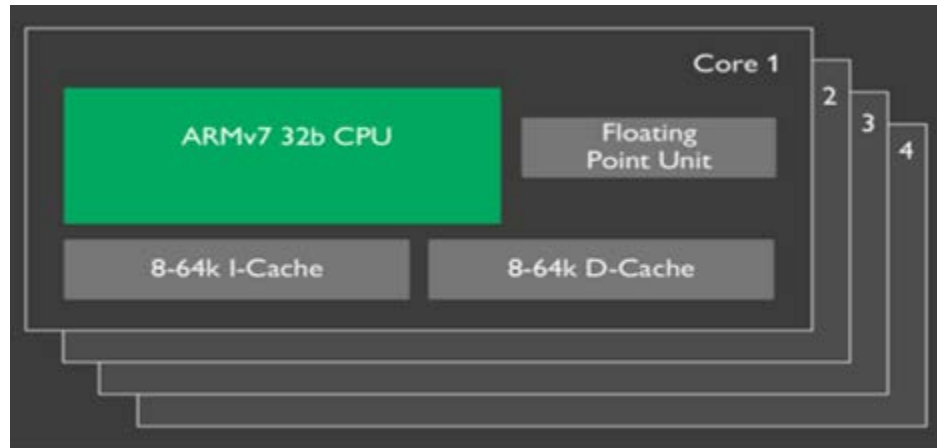 Core 1
2
3
4
ARMv7 32b CPU
Floating
Point Unit
8-64k I-Cache
8-64k D-Cache